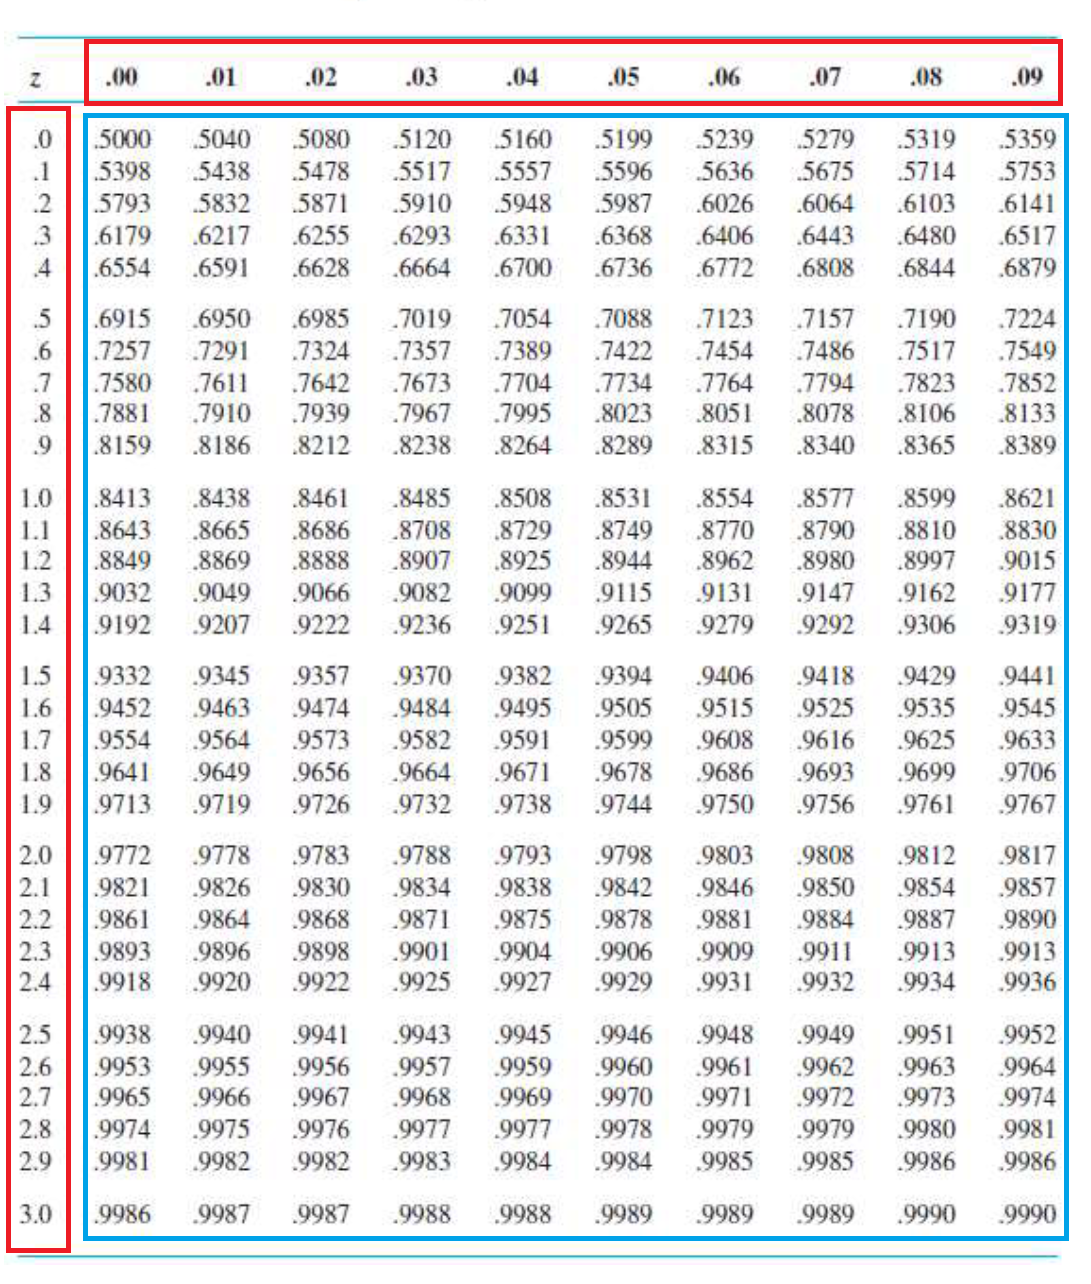 z .00 .01 .02 .03 .04 .05 .06 .07 .08 .09
.0 .5000 .5040 .5080 .5120 .5160 .5199 .5239 .5279 .5319 .5359
.1 .5398 .5438 .5478 .5517 .5557 .5596 .5636 .5675 .5714 .5753
.2 .5793 .5832 .5871 .5910 .5948 .5987 .6026 .6064 .6103 .6141
.3 .6179 .6217 .6255 .6293 .6331 .6368 .6406 .6443 .6480 .6517
.4 .6554 .6591 .6628 .6664 .6700 .6736 .6772 .6808 .6844 .6879
.5 .6915 .6950 .6985 .7019 .7054 .7088 .7123 .7157 .7190 .7224
.6 .7257 .7291 .7324 .7357 .7389 .7422 .7454 .7486 .7517 .7549
.7 .7580 .7611 .7642 .7673 .7704 .7734 .7764 .7794 .7823 .7852
.8 .7881 .7910 .7939 .7967 .7995 .8023 .8051 .8078 .8106 .8133
.9 .8159 .8186 .8212 .8238 .8264 .8289 .8315 .8340 .8365 .8389
1.0 .8413 .8438 .8461 .8485 .8508 .8531 .8554 .8577 .8599 .8621
1.1 .8643 .8665 .8686 .8708 .8729 .8749 .8770 .8790 .8810 .8830
1.2 .8849 .8869 .8888 .8907 .8925 .8944 .8962 .8980 .8997 .9015
1.3 .9032 .9049 .9066 .9082 .9099 .9115 .9131 .9147 .9162 .9177
1.4 .9192 .9207 .9222 .9236 .9251 .9265 .9279 .9292 .9306 .9319
1.5 .9332 .9345 .9357 .9370 .9382 .9394 .9406 .9418 .9429 .9441
1.6 .9452 .9463 .9474 .9484 .9495 .9505 .9515 .9525 .9535 .9545
1.7 .9554 .9564 .9573 .9582 .9591 .9599 .9608 .9616 .9625 .9633
1.8 .9641 .9649 .9656 .9664 .9671 .9678 .9686 .9693 .9699 .9706
1.9 .9713 .9719 .9726 .9732 .9738 .9744 .9750 .9756 .9761 .9767
2.0 .9772 .9778 .9783 .9788 .9793 .9798 .9803 .9808 .9812 .9817
2.1 .9821 .9826 .9830 .9834 .9838 .9842 .9846 .9850 .9854 .9857
2.2 .9861 .9864 .9868 .9871 .9875 .9878 .9881 .9884 .9887 .9890
2.3 .9893 .9896 .9898 .9901 .9904 .9906 .9909 .9911 .9913 .9913
2.4 .9918 .9920 .9922 .9925 .9927 .9929 .9931 .9932 .9934 .9936
2.5 .9938 .9940 .9941 .9943 .9945 .9946 .9948 .9949 .9951 .9952
2.6 .9953 .9955 .9956 .9957 .9959 .9960 .9961 .9962 .9963 .9964
2.7 .9965 .9966 .9967 .9968 .9969 .9970 .9971 .9972 .9973 .9974
2.8 .9974 .9975 .9976 .9977 .9977 .9978 .9979 .9979 .9980 .9981
2.9 .9981 .9982 .9982 .9983 .9984 .9984 .9985 .9985 .9986 .9986
3.0 .9986 .9987 .9987 .9988 .9988 .9989 .9989 .9989 .9990 .9990